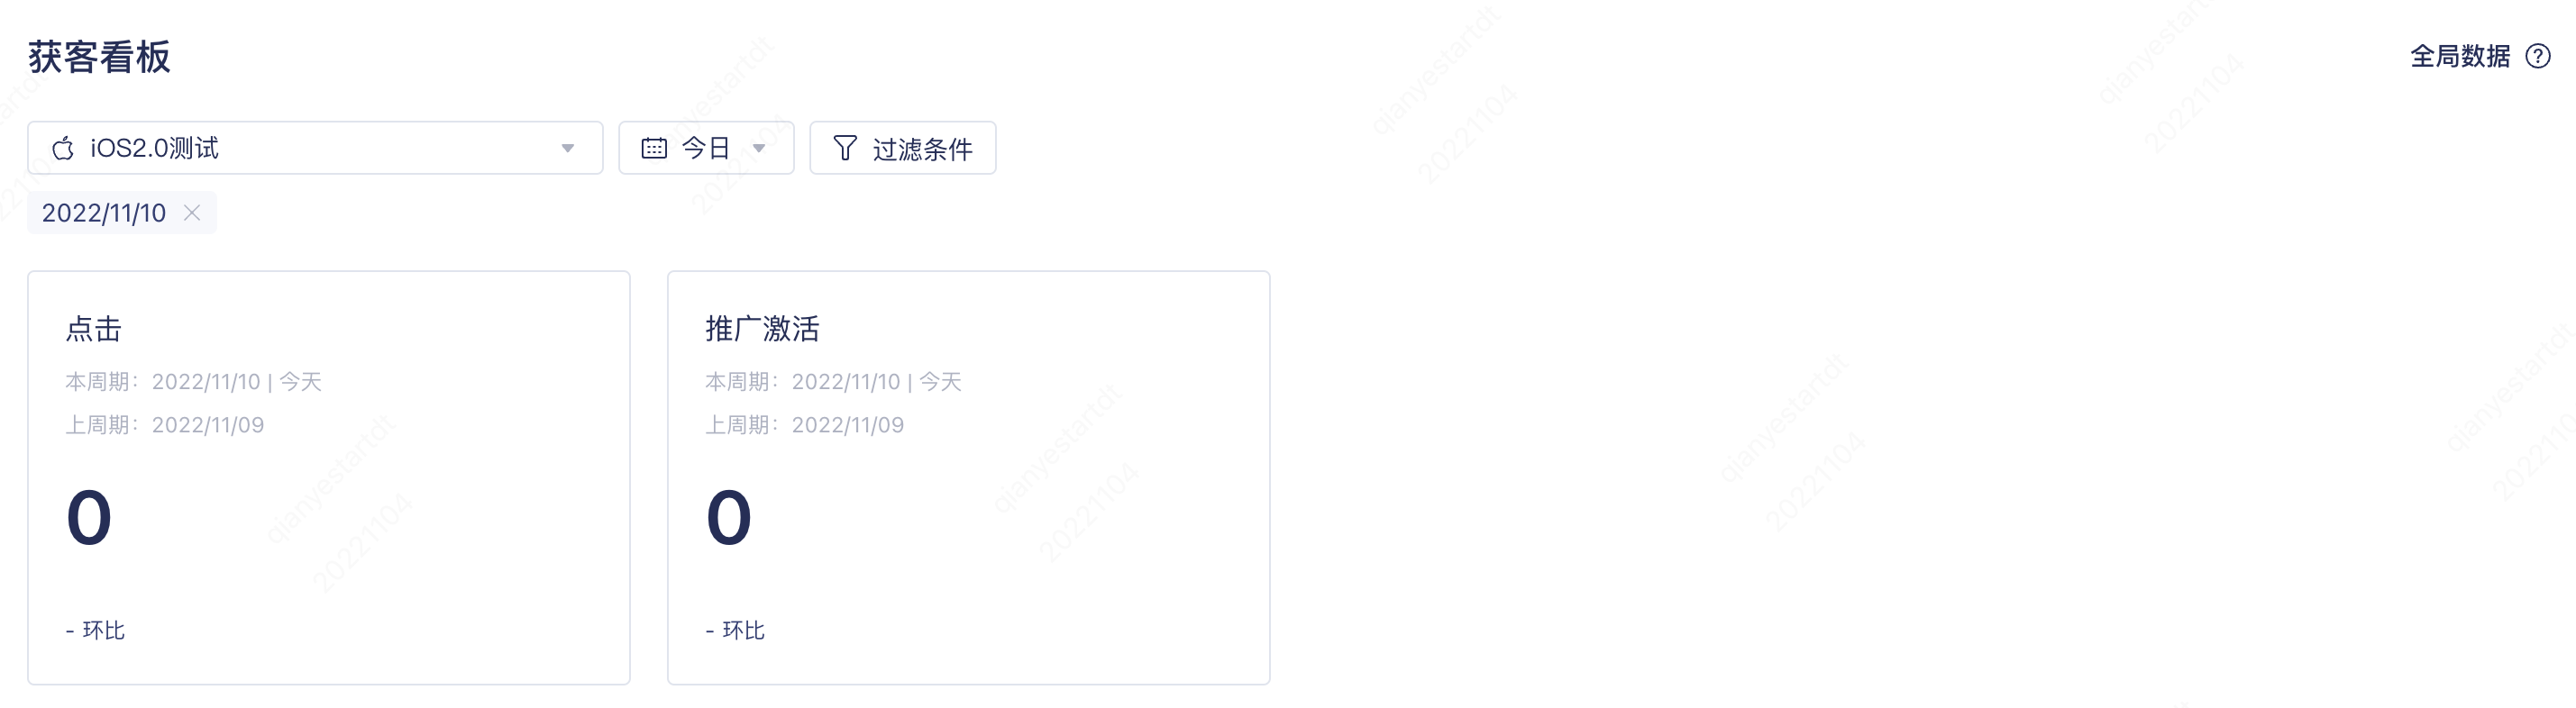 获客看板
全局数据
iOS2.0测试
今日
过滤条件
2022/11/10
点击
本周期：2022/11/10 | 今天
上周期：2022/11/09
0
- 环比
推广激活
本周期：2022/11/10 | 今天
上周期：2022/11/09
0
- 环比
qianyestartdt
20221104